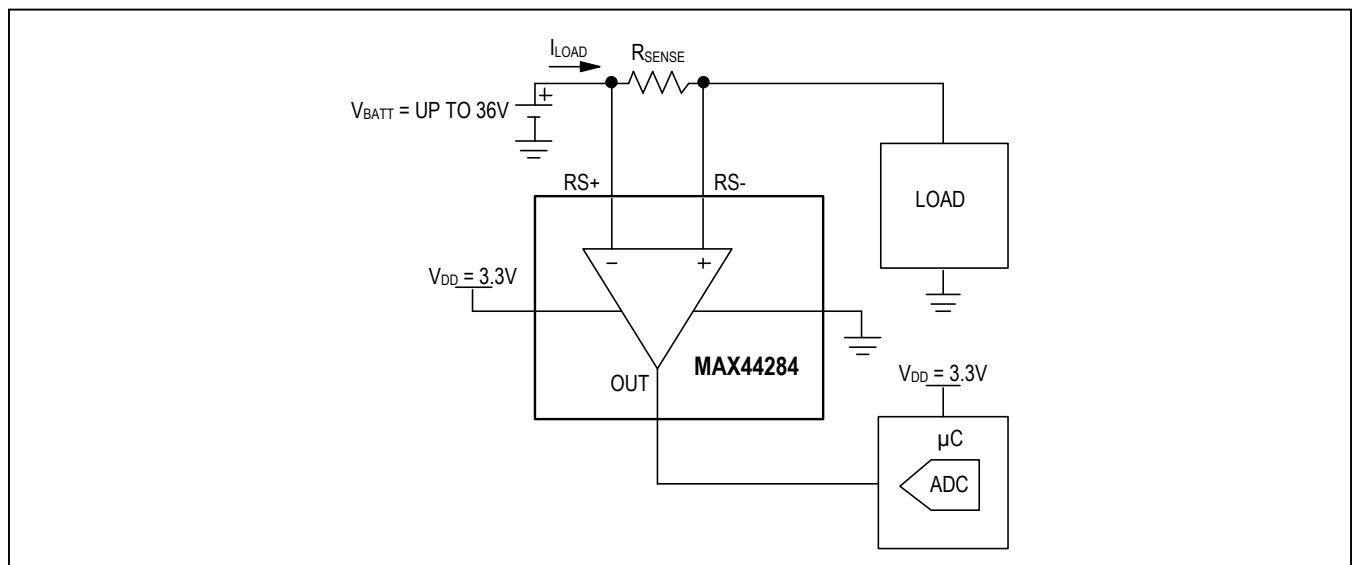 ILOAD
RSENSE
+
VBATT = UP TO 36V
RS+
RS-
LOAD
− +
VDD = 3.3V
MAX44284
OUT
VDD = 3.3V
µC
ADC